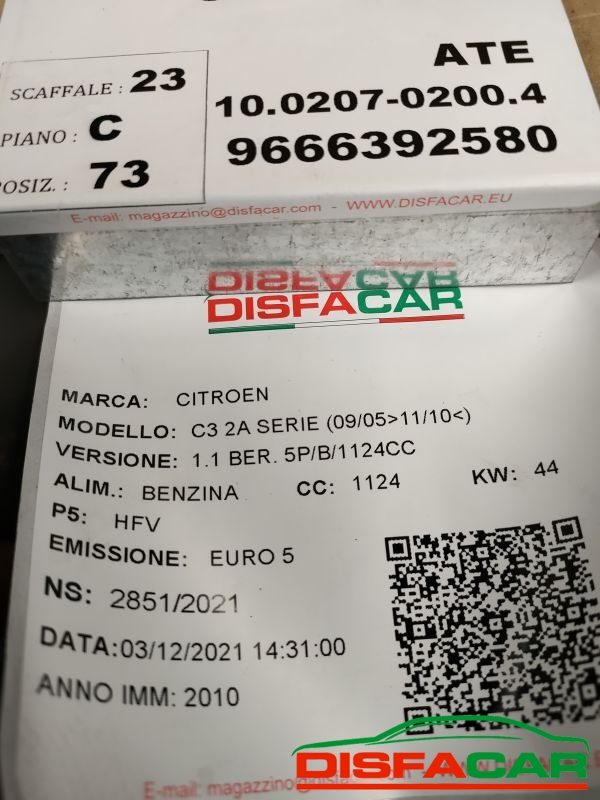 ATE
SCAFFALE : 23
10.0207-0200.4
PIANO : C
9666392580
POSIZ. : 73
E-mail: magazzino@disfacar.com - WWW.DISFACAR.EU
DISFACAR
MARCA: CITROEN
MODELLO: C3 2A SERIE (09/05>11/10<)
VERSIONE: 1.1 BER. 5P/B/1124CC
ALIM.: BENZINA CC: 1124 KW: 44
P5: HFV
EMISSIONE: EURO 5
NS: 2851/2021
DATA:03/12/2021 14:31:00
ANNO IMM: 2010
DISFACAR
E-mail: magazzino